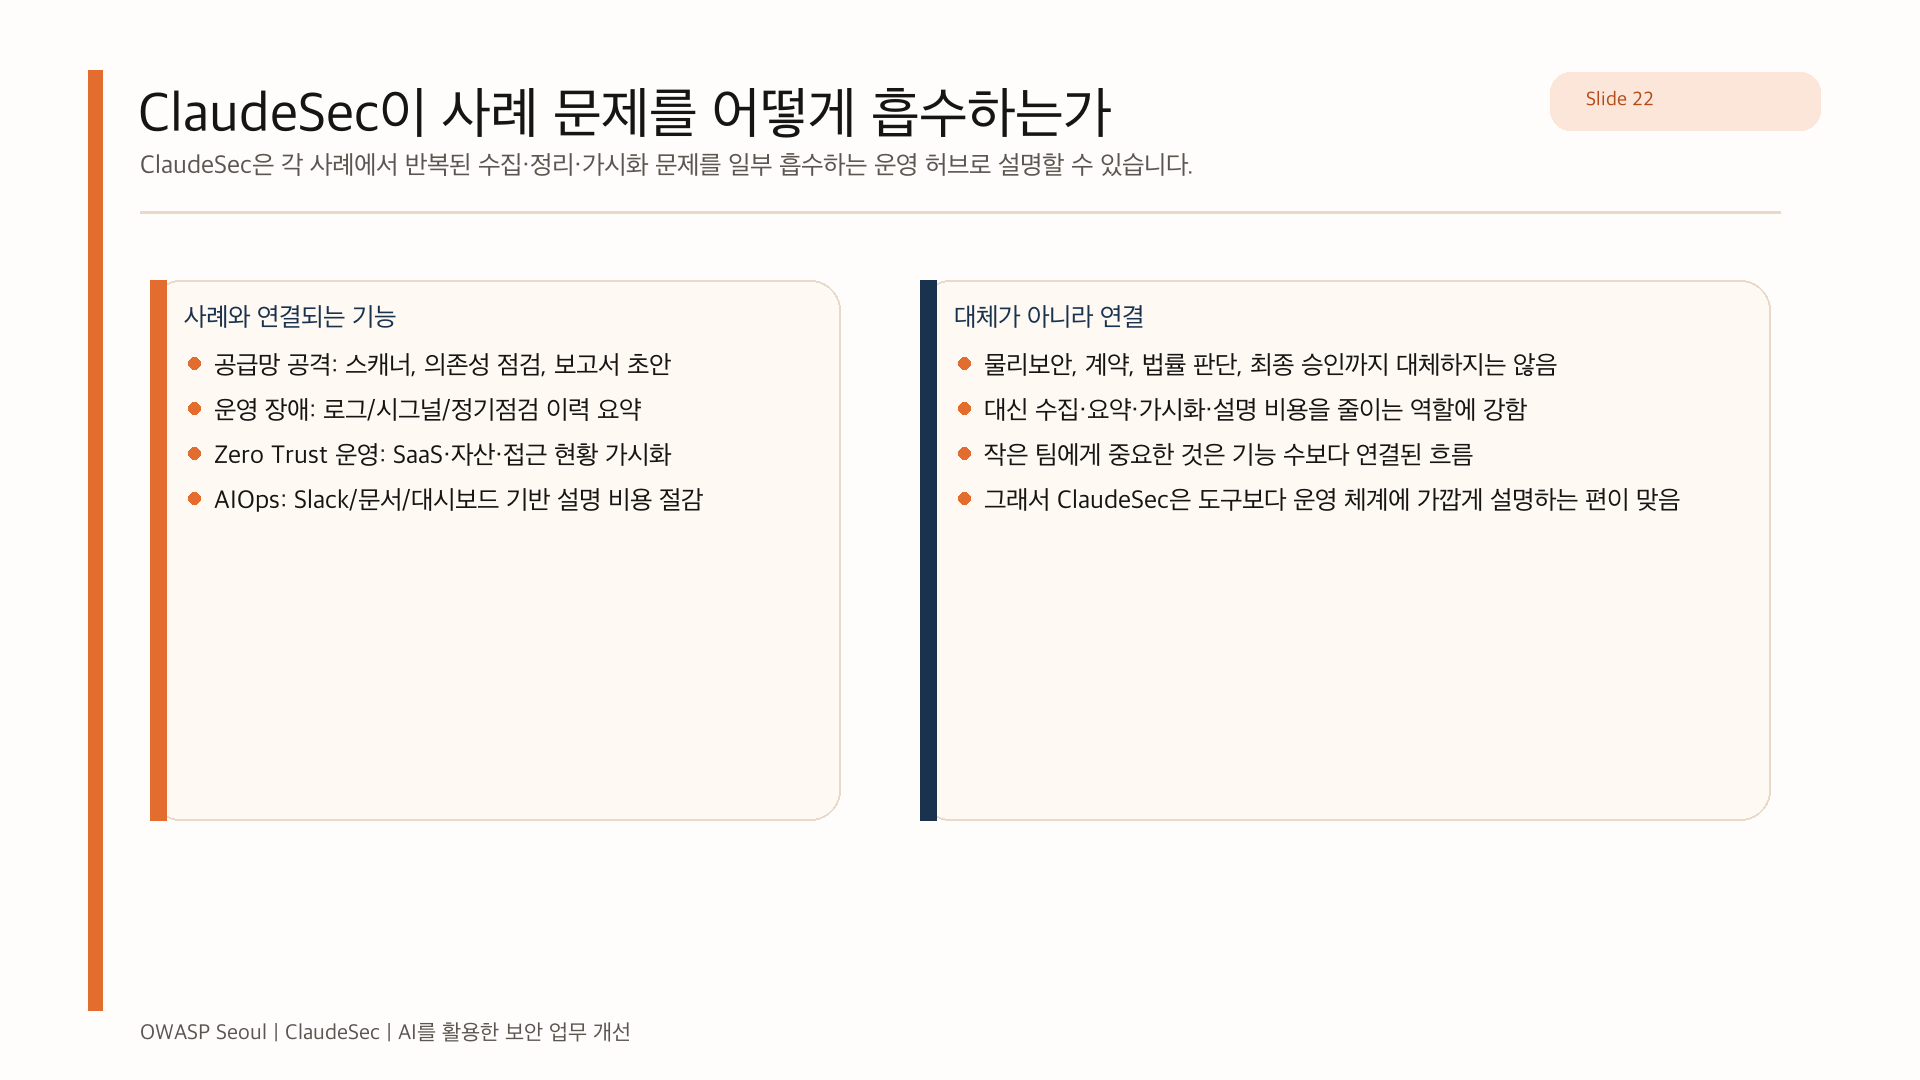 ClaudeSec이 사례 문제를 어떻게 흡수하는가
Slide 22
ClaudeSec은 각 사례에서 반복된 수집·정리·가시화 문제를 일부 흡수하는 운영 허브로 설명할 수 있습니다.
사례와 연결되는 기능
공급망 공격: 스캐너, 의존성 점검, 보고서 초안
운영 장애: 로그/시그널/정기점검 이력 요약
Zero Trust 운영: SaaS·자산·접근 현황 가시화
AIOps: Slack/문서/대시보드 기반 설명 비용 절감
대체가 아니라 연결
물리보안, 계약, 법률 판단, 최종 승인까지 대체하지는 않음
대신 수집·요약·가시화·설명 비용을 줄이는 역할에 강함
작은 팀에게 중요한 것은 기능 수보다 연결된 흐름
그래서 ClaudeSec은 도구보다 운영 체계에 가깝게 설명하는 편이 맞음
OWASP Seoul | ClaudeSec | AI를 활용한 보안 업무 개선